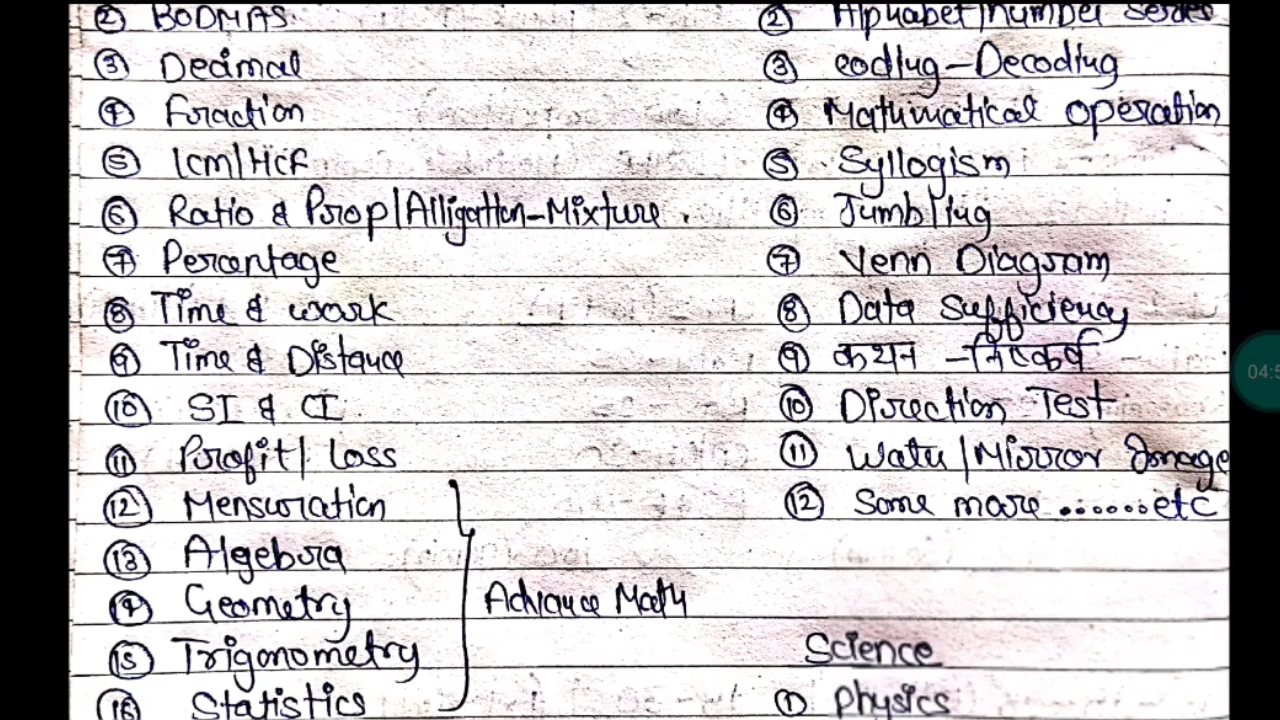 ② BODMAS
③ Decimal
④ Fraction
⑤ lcm/HCF
⑥ Ratio & Prop/Alligation-Mixture
⑦ Percentage
⑧ Time & work
⑨ Time & Distance
⑩ SI & CI
⑪ Profit/Loss
⑫ Mensuration
⑬ Algebra
⑭ Geometry
⑮ Trigonometry
⑯ Statistics
Advance Math
② Alphabet/number series
③ coding-Decoding
④ Mathumatical operation
⑤ Syllogism
⑥ Jumbling
⑦ Venn Diagram
⑧ Data Sufficiency
⑨ कथन -निष्कर्ष
⑩ Direction Test
⑪ Water/Mirror Image
⑫ Some more ......etc
Science
① Physics